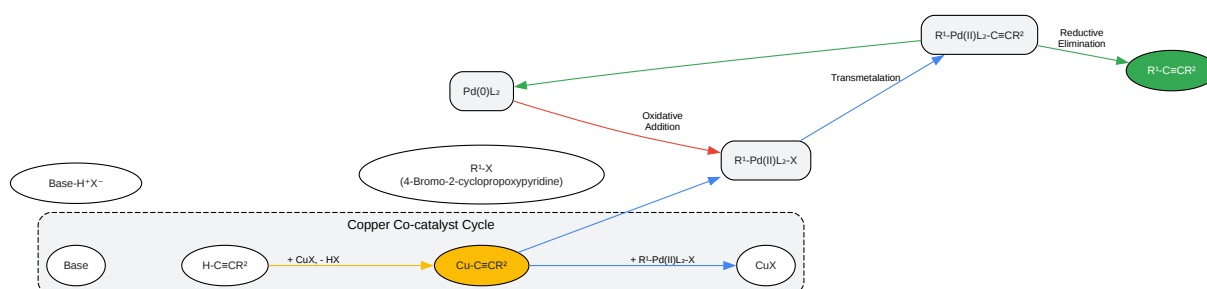 R¹-Pd(II)L₂-C≡CR²
Reductive
Elimination
R¹-C≡CR²
Transmetalation
Pd(0)L₂
Oxidative
Addition
R¹-Pd(II)L₂-X
R¹-X
(4-Bromo-2-cyclopropoxypyridine)
Base-H⁺X⁻
Copper Co-catalyst Cycle
Base
H-C≡CR²
+ CuX, - HX
Cu-C≡CR²
+ R¹-Pd(II)L₂-X
CuX